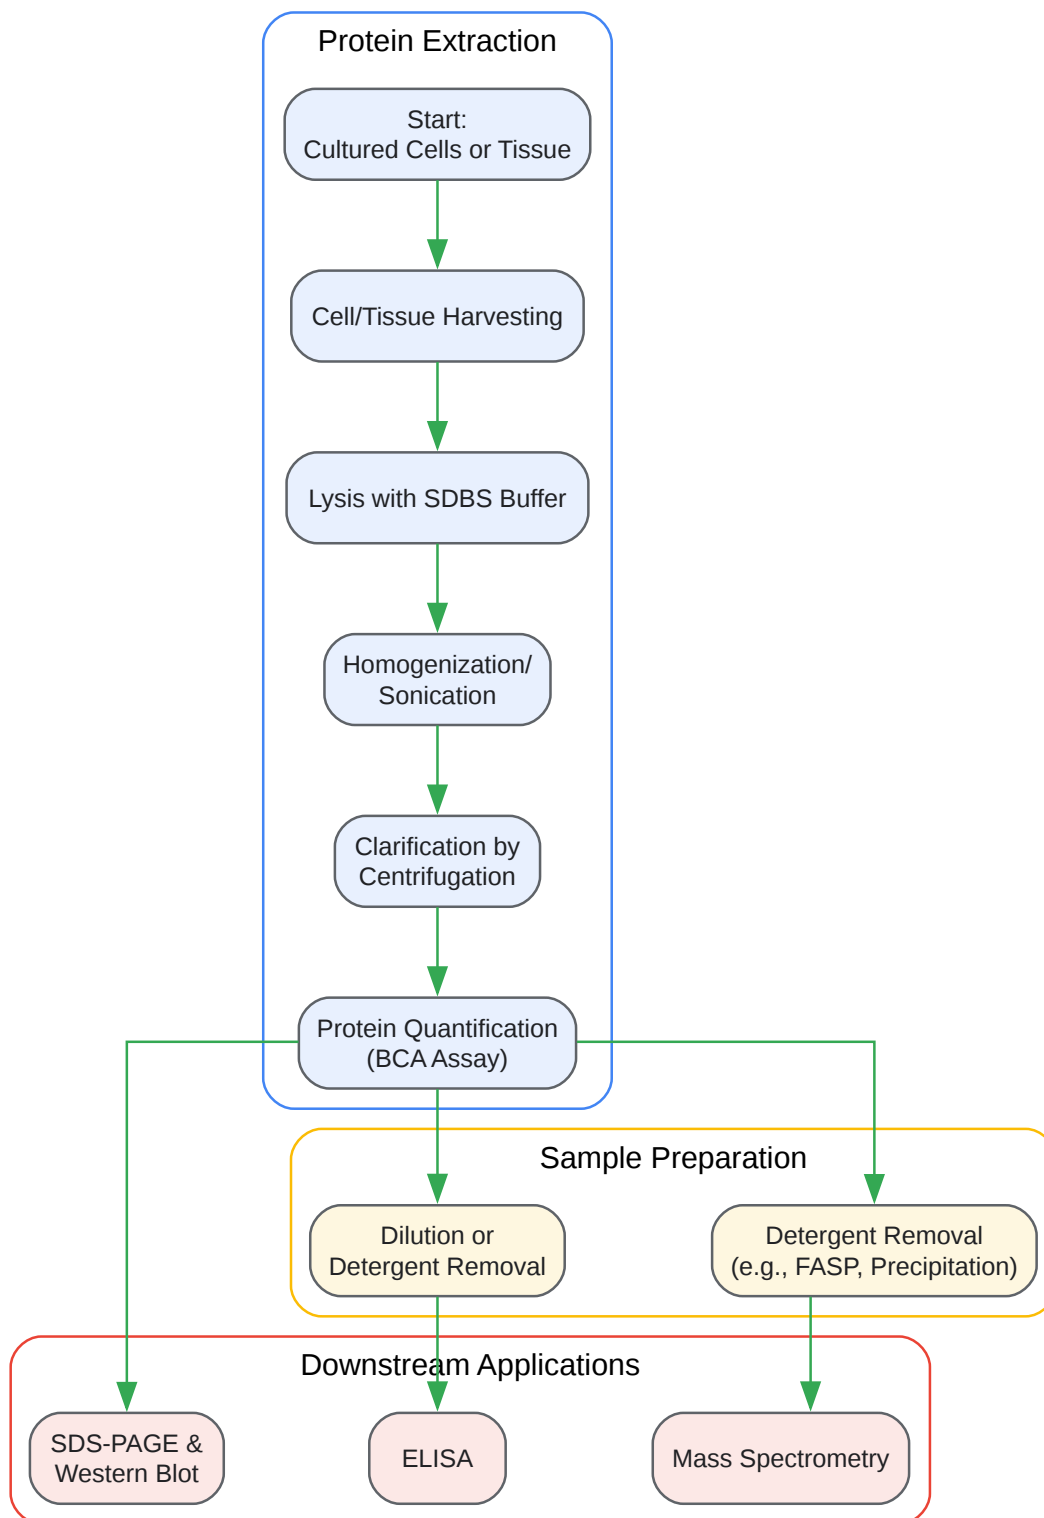 Protein Extraction
Start:
Cultured Cells or Tissue
Cell/Tissue Harvesting
Lysis with SDBS Buffer
Homogenization/
Sonication
Clarification by
Centrifugation
Protein Quantification
(BCA Assay)
Sample Preparation
Dilution or
Detergent Removal
Detergent Removal
(e.g., FASP, Precipitation)
Downstream Applications
SDS-PAGE &
Western Blot
ELISA
Mass Spectrometry